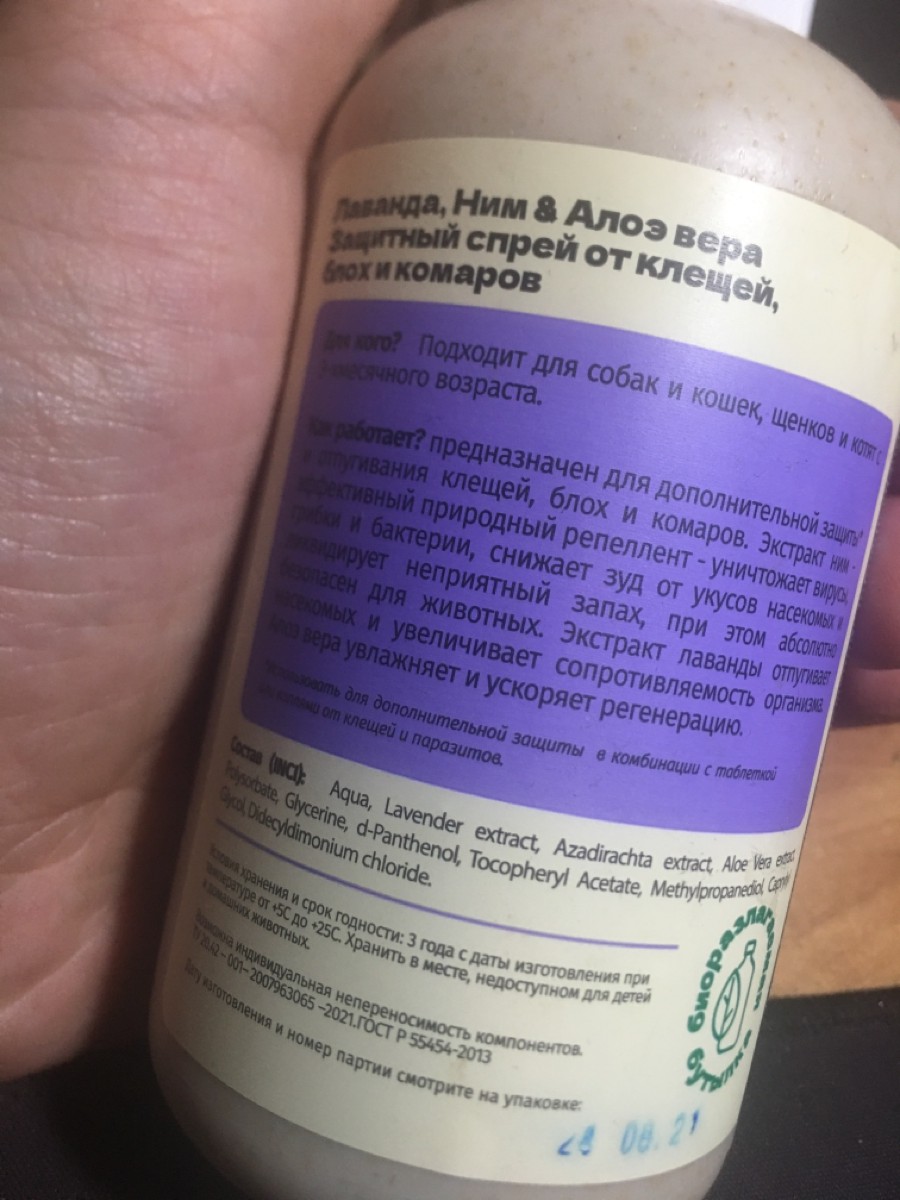 Лаванда, Ним & Алоэ вера
Защитный спрей от клещей,
блох и комаров
Для кого? Подходит для собак и кошек, щенков и котят с
месячного возраста.
Как работает? предназначен для дополнительной защиты*
и отпугивания клещей, блох и комаров. Экстракт ним -
эффективный природный репеллент - уничтожает вирусы,
грибки и бактерии, снижает зуд от укусов насекомых и
ликвидирует неприятный запах, при этом абсолютно
безопасен для животных. Экстракт лаванды отпугивает
насекомых и увеличивает сопротивляемость организма.
Алоэ вера увлажняет и ускоряет регенерацию.
*Использовать для дополнительной защиты в комбинации с таблеткой
или каплями от клещей и паразитов.
Состав (INCI): Aqua, Lavender extract, Azadirachta extract, Aloe Vera extract,
Polysorbate, Glycerine, d-Panthenol, Tocopheryl Acetate, Methylpropanediol, Caprylyl
Glycol, Didecyldimonium chloride.
Условия хранения и срок годности: 3 года с даты изготовления при
температуре от +5С до +25С. Хранить в месте, недоступном для детей
и домашних животных.
Возможна индивидуальная непереносимость компонентов.
ТУ 20.42 – 001– 2007963065 –2021.ГОСТ Р 55454-2013
Дату изготовления и номер партии смотрите на упаковке:
биоразлагаемая
бутылка
28 08.21